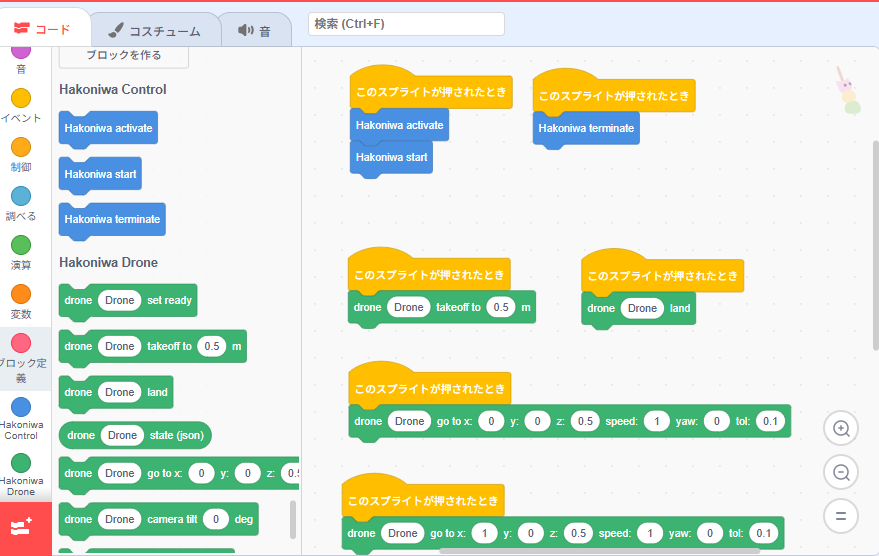 コード
コスチューム
音
検索 (Ctrl+F)
音
イベント
制御
調べる
演算
変数
ブロック定
義
Hakoniwa
Control
Hakoniwa
Drone
ブロックを作る
Hakoniwa Control
Hakoniwa activate
Hakoniwa start
Hakoniwa terminate
Hakoniwa Drone
drone Drone set ready
drone Drone takeoff to 0.5 m
drone Drone land
drone Drone state (json)
drone Drone go to x: 0 y: 0 z: 0.5
drone Drone camera tilt 0 deg
このスプライトが押されたとき
Hakoniwa activate
Hakoniwa start
このスプライトが押されたとき
Hakoniwa terminate
このスプライトが押されたとき
drone Drone takeoff to 0.5 m
このスプライトが押されたとき
drone Drone land
このスプライトが押されたとき
drone Drone go to x: 0 y: 0 z: 0.5 speed: 1 yaw: 0 tol: 0.1
このスプライトが押されたとき
drone Drone go to x: 1 y: 0 z: 0.5 speed: 1 yaw: 0 tol: 0.1